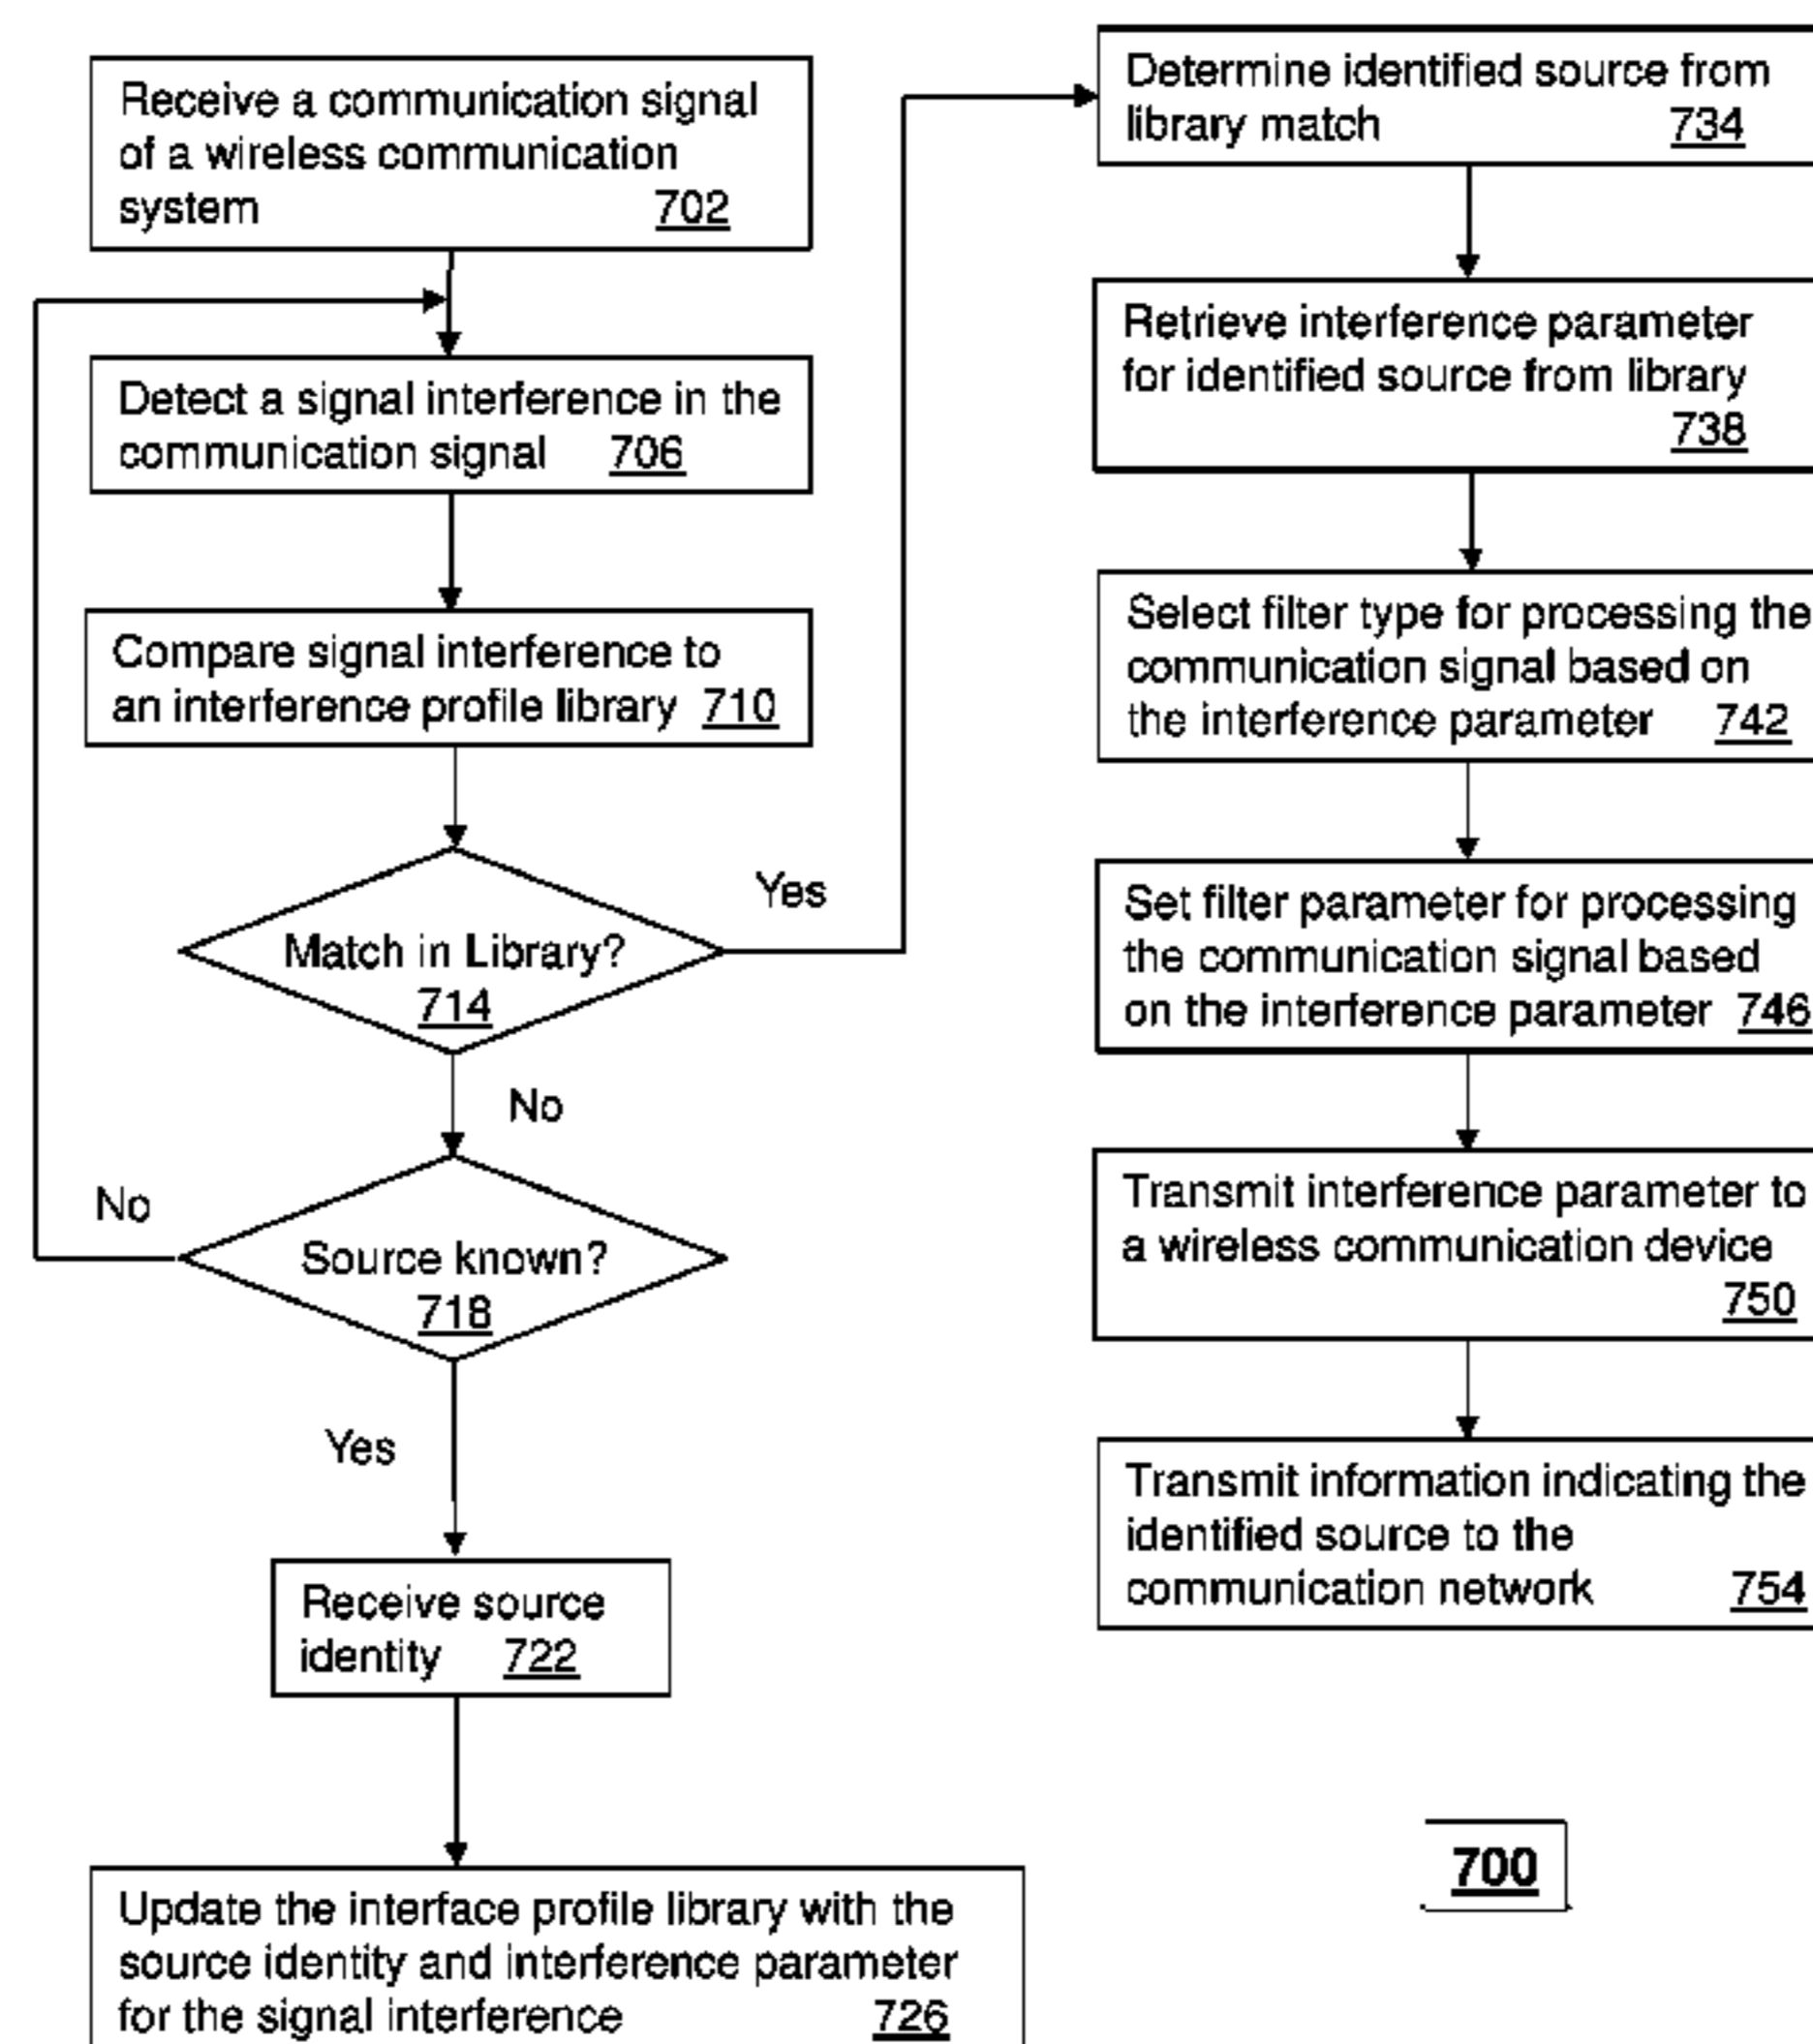 Receive a communication signal
of a wireless communication
system 702
Detect a signal interference in the
communication signal 706
Compare signal interference to
an interference profile library 710
Match in Library?
714
Yes
No
Source known?
718
No
Yes
Receive source
identity 722
Update the interface profile library with the
source identity and interference parameter
for the signal interference 726
Determine identified source from
library match 734
Retrieve interference parameter
for identified source from library
738
Select filter type for processing the
communication signal based on
the interference parameter 742
Set filter parameter for processing
the communication signal based
on the interference parameter 746
Transmit interference parameter to
a wireless communication device
750
Transmit information indicating the
identified source to the
communication network 754
700